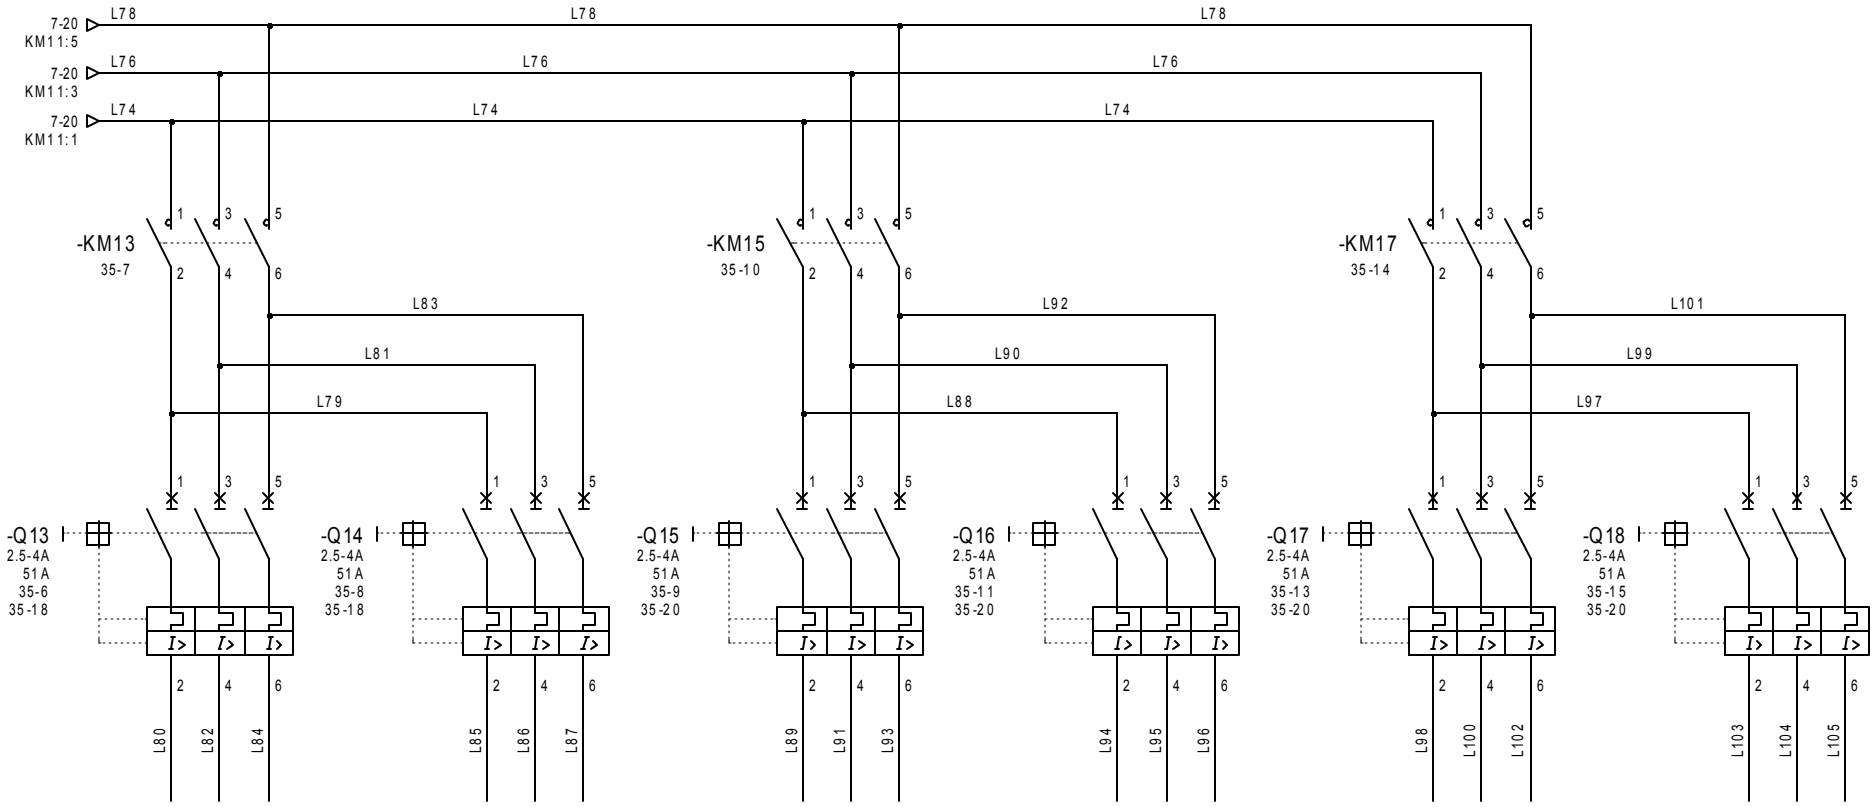 L78 L78 L78
7-20
KM11:5
L76 L76 L76
7-20
KM11:3
L74 L74 L74
7-20
KM11:1
1 3 5 1 3 5 1 3 5
-KM13 -KM15 -KM17
35-7 35-10 35-14
2 4 6 2 4 6 2 4 6
L83 L92 L101
L81 L90 L99
L79 L88 L97
1 3 5 1 3 5 1 3 5 1 3 5 1 3 5 1 3 5
-Q13 -Q14 -Q15 -Q16 -Q17 -Q18
2.5-4A 2.5-4A 2.5-4A 2.5-4A 2.5-4A 2.5-4A
51A 51A 51A 51A 51A 51A
35-6 35-8 35-9 35-11 35-13 35-15
35-18 35-18 35-20 35-20 35-20 35-20
I> I> I> I> I> I> I> I> I> I> I> I> I> I> I> I> I> I>
2 4 6 2 4 6 2 4 6 2 4 6 2 4 6 2 4 6
L80 L82 L84 L85 L86 L87 L89 L91 L93 L94 L95 L96 L98 L100 L102 L103 L104 L105